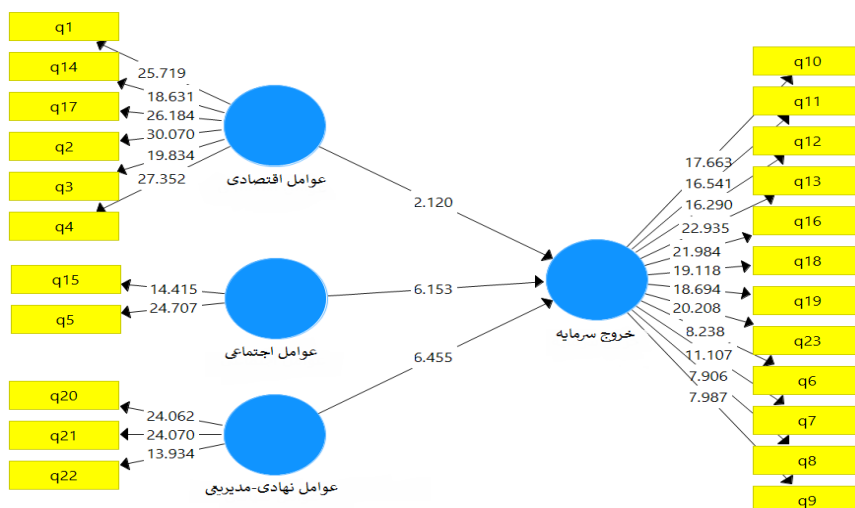 q1
q14
q17
q2
q3
q4
25.719
18.631
26.184
30.070
19.834
27.352
عوامل اقتصادی
2.120
q15
q5
14.415
24.707
عوامل اجتماعی
6.153
q20
q21
q22
24.062
24.070
13.934
عوامل نهادی-مدیریعی
6.455
خروج سرمایه
17.663
16.541
16.290
22.935
21.984
19.118
18.694
20.208
8.238
11.107
7.906
7.987
q10
q11
q12
q13
q16
q18
q19
q23
q6
q7
q8
q9